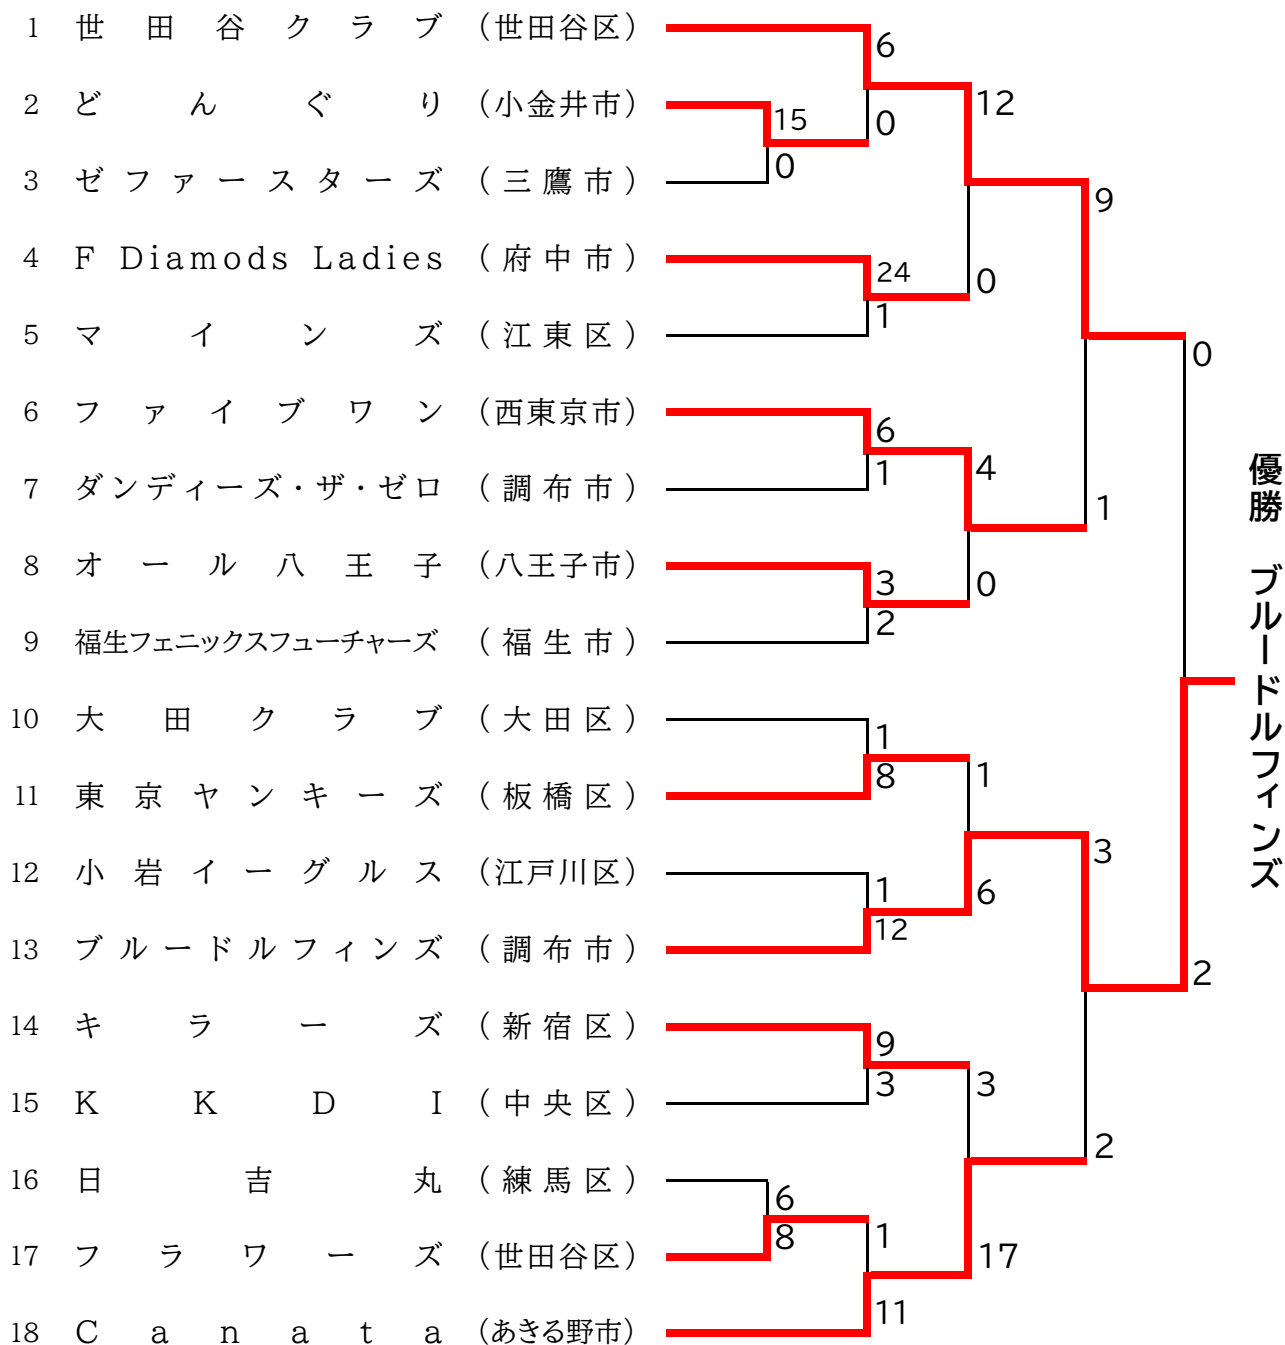 1 世田谷クラブ （世田谷区）
6
2 どんぐり （小金井市）
15
12
0
3 ゼファースターズ （三鷹市）
0
9
4 F Diamods Ladies （府中市）
24
0
5 マインズ （江東区）
1
0
6 ファイブワン （西東京市）
6
4
7 ダンディーズ・ザ・ゼロ （調布市）
1
1
8 オール八王子 （八王子市）
3
0
9 福生フェニックスフューチャーズ （福生市）
2
優勝 ブルードルフィンズ
10 大田クラブ （大田区）
1
1
11 東京ヤンキーズ （板橋区）
8
3
12 小岩イーグルス （江戸川区）
1
6
13 ブルードルフィンズ （調布市）
12
2
14 キラーズ （新宿区）
9
3
15 KKDI （中央区）
3
2
16 日吉丸 （練馬区）
6
17 フラワーズ （世田谷区）
8
1
17
18 Canata （あきる野市）
11